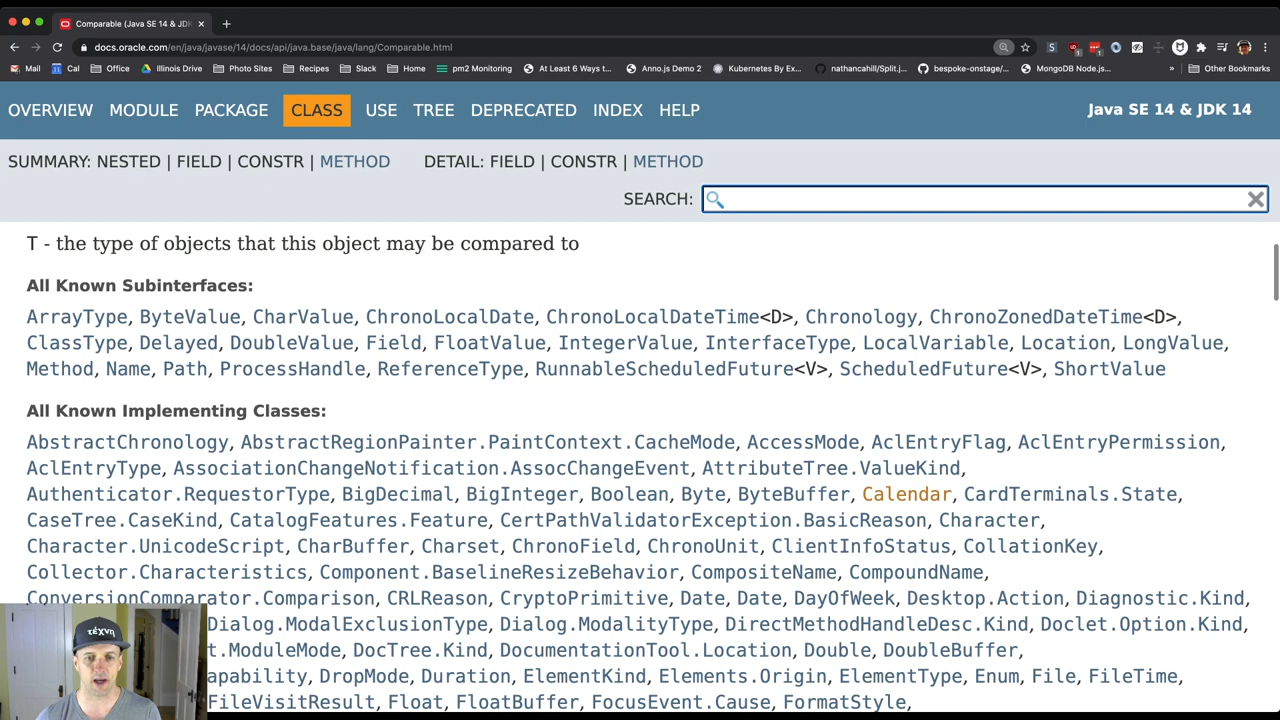 Comparable (Java SE 14 & JDK
docs.oracle.com/en/java/javase/14/docs/api/java.base/java/lang/Comparable.html
Mail Cal Office Illinois Drive Photo Sites Recipes Slack Home pm2 Monitoring At Least 6 Ways t... Anno.js Demo 2 Kubernetes By Ex... nathancahill/Split.j... bespoke-onstage/... MongoDB Node.js... » Other Bookmarks
OVERVIEW MODULE PACKAGE CLASS USE TREE DEPRECATED INDEX HELP Java SE 14 & JDK 14
SUMMARY: NESTED | FIELD | CONSTR | METHOD DETAIL: FIELD | CONSTR | METHOD
SEARCH:
T - the type of objects that this object may be compared to
All Known Subinterfaces:
ArrayType, ByteValue, CharValue, ChronoLocalDate, ChronoLocalDateTime<D>, Chronology, ChronoZonedDateTime<D>,
ClassType, Delayed, DoubleValue, Field, FloatValue, IntegerValue, InterfaceType, LocalVariable, Location, LongValue,
Method, Name, Path, ProcessHandle, ReferenceType, RunnableScheduledFuture<V>, ScheduledFuture<V>, ShortValue
All Known Implementing Classes:
AbstractChronology, AbstractRegionPainter.PaintContext.CacheMode, AccessMode, AclEntryFlag, AclEntryPermission,
AclEntryType, AssociationChangeNotification.AssocChangeEvent, AttributeTree.ValueKind,
Authenticator.RequestorType, BigDecimal, BigInteger, Boolean, Byte, ByteBuffer, Calendar, CardTerminals.State,
CaseTree.CaseKind, CatalogFeatures.Feature, CertPathValidatorException.BasicReason, Character,
Character.UnicodeScript, CharBuffer, Charset, ChronoField, ChronoUnit, ClientInfoStatus, CollationKey,
Collector.Characteristics, Component.BaselineResizeBehavior, CompositeName, CompoundName,
ConversionComparator.Comparison, CRLReason, CryptoPrimitive, Date, Date, DayOfWeek, Desktop.Action, Diagnostic.Kind,
Dialog.ModalExclusionType, Dialog.ModalityType, DirectMethodHandleDesc.Kind, Doclet.Option.Kind,
t.ModuleMode, DocTree.Kind, DocumentationTool.Location, Double, DoubleBuffer,
apability, DropMode, Duration, ElementKind, Elements.Origin, ElementType, Enum, File, FileTime,
FileVisitResult, Float, FloatBuffer, FocusEvent.Cause, FormatStyle,
τέχνη